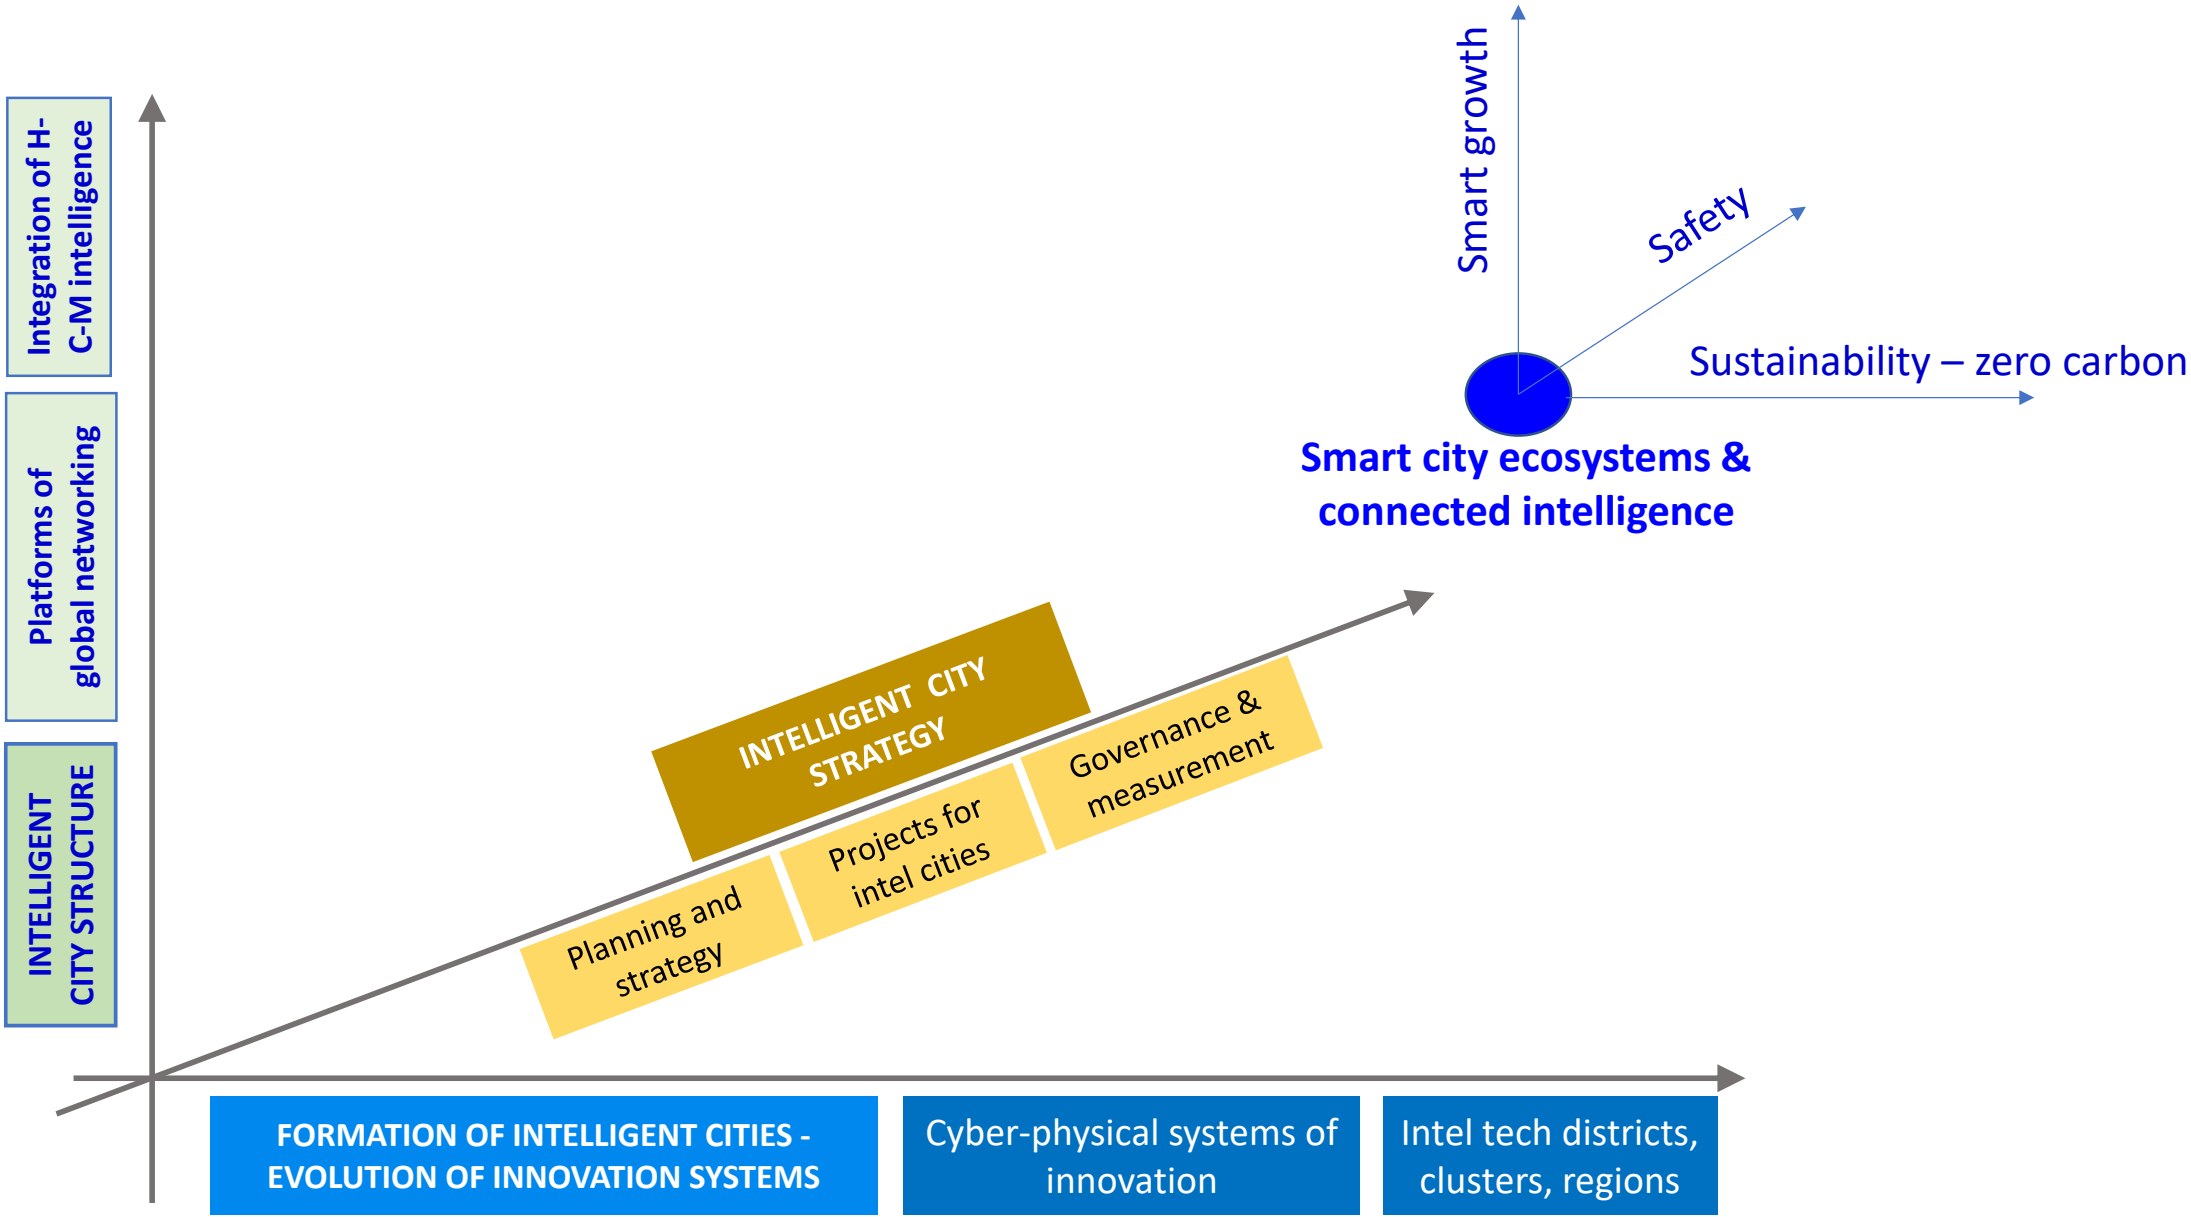 Smart growth
Safety
Sustainability – zero carbon
Smart city ecosystems &
connected intelligence
Integration of H-
C-M intelligence
Platforms of
global networking
INTELLIGENT
CITY STRUCTURE
INTELLIGENT CITY
STRATEGY
Planning and
strategy
Projects for
intel cities
Governance &
measurement
FORMATION OF INTELLIGENT CITIES -
EVOLUTION OF INNOVATION SYSTEMS
Cyber-physical systems of
innovation
Intel tech districts,
clusters, regions